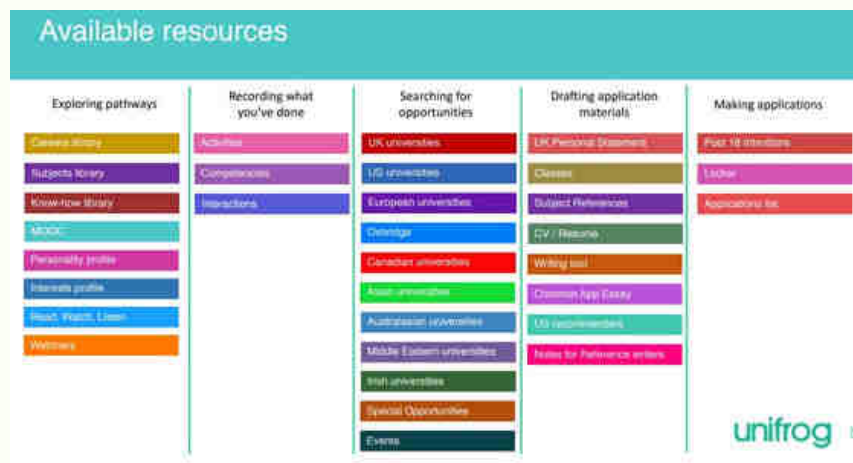 Available resources
Exploring pathways
Careers library
Subjects library
Know-how library
MOOC
Personality profile
Interests profile
Read, Watch, Listen
Webinars
Recording what
you've done
Activities
Competencies
Interactions
Searching for
opportunities
UK universities
US universities
European universities
Oxbridge
Canadian universities
Asian universities
Australasian universities
Middle Eastern universities
Irish universities
Special Opportunities
Events
Drafting application
materials
UK Personal Statement
Classes
Subject References
CV / Resume
Writing tool
Common App Essay
US recommenders
Notes for Reference writers
Making applications
Post 18 Intentions
Locker
Applications list
unifrog